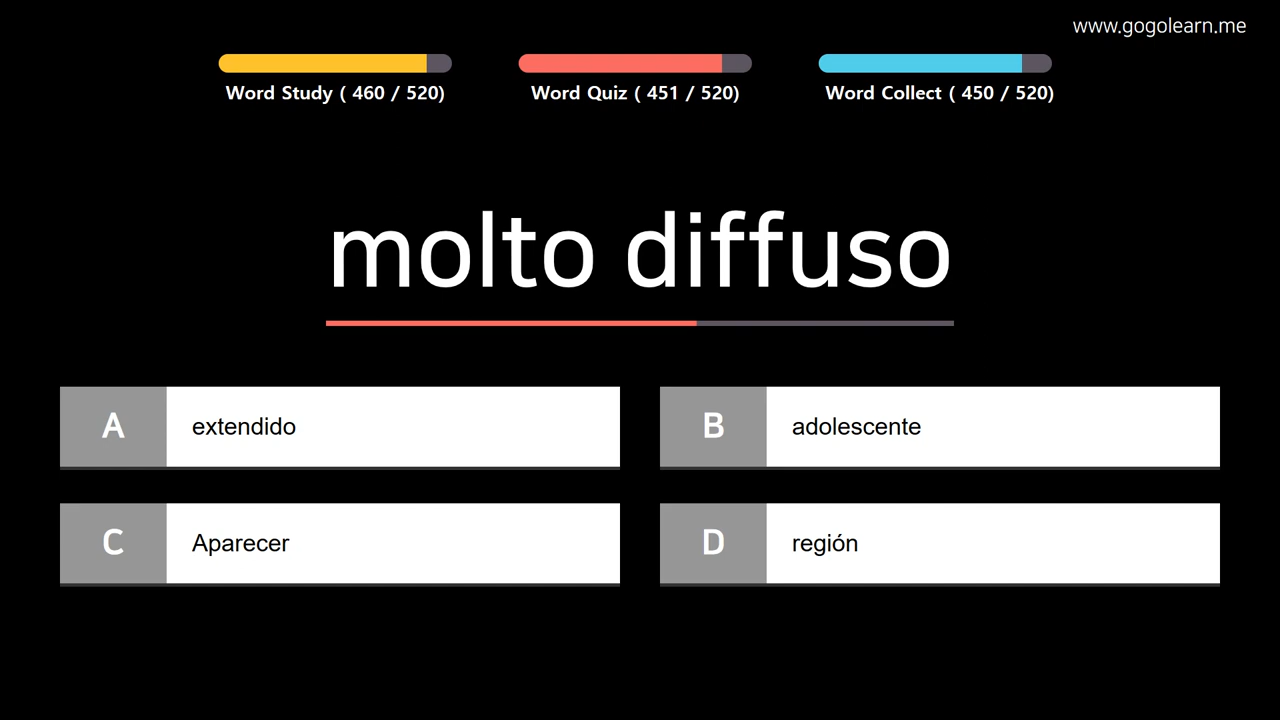 www.gogolearn.me
Word Study ( 460 / 520)
Word Quiz ( 451 / 520)
Word Collect ( 450 / 520)
molto diffuso
A extendido
B adolescente
C Aparecer
D región